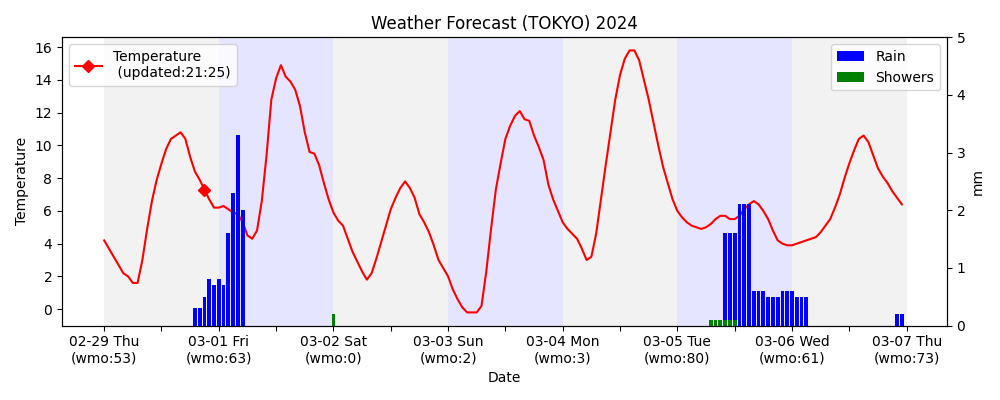 Weather Forecast (TOKYO) 2024
Temperature
(updated:21:25)
Rain
Showers
Temperature
16
14
12
10
8
6
4
2
0
5
4
3
2
1
0
mm
02-29 Thu
(wmo:53)
03-01 Fri
(wmo:63)
03-02 Sat
(wmo:0)
03-03 Sun
(wmo:2)
03-04 Mon
(wmo:3)
03-05 Tue
(wmo:80)
03-06 Wed
(wmo:61)
03-07 Thu
(wmo:73)
Date